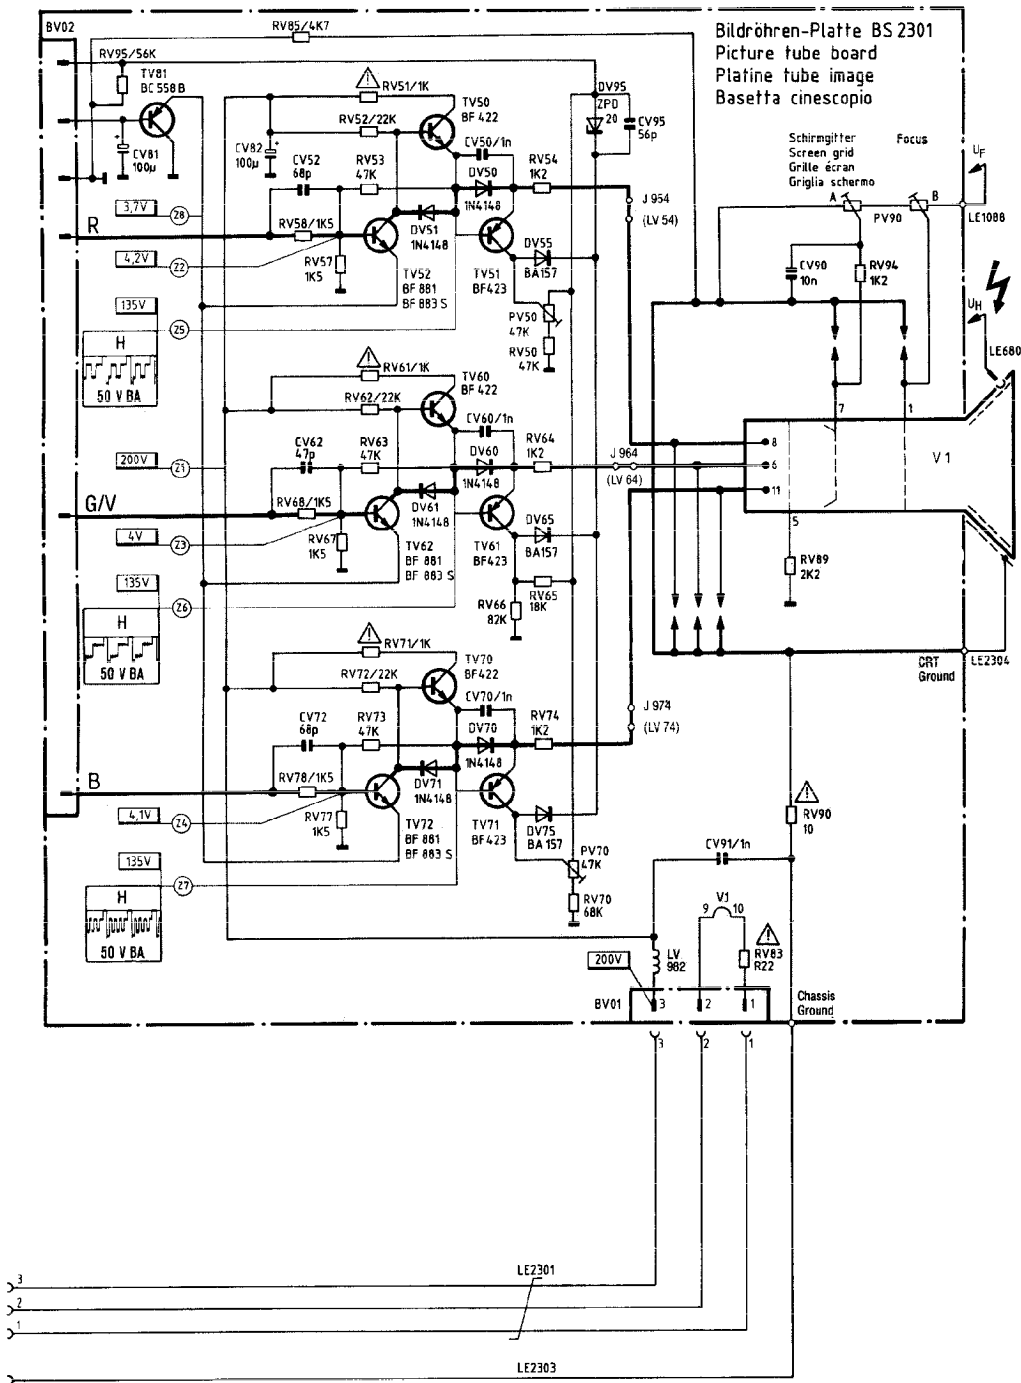 BV02
RV85/4K7
Bildröhren-Platte BS 2301
Picture tube board
Platine tube image
Basetta cinescopio
RV95/56K
TV81
BC 558 B
CV81
100µ
CV82
100µ
RV51/1K
RV52/22K
TV50
BF 422
CV50/1n
DV95
ZPD
20
CV95
56p
CV52
68p
RV53
47K
DV50
1N4148
RV54
1K2
J 954
(LV 54)
Schirmgitter
Screen grid
Grille écran
Griglia schermo
Focus
UF
A
B
PV90
LE1088
3,7V
Z8
R
RV58/1K5
4,2V
Z2
RV57
1K5
DV51
1N4148
TV52
BF 881
BF 883 S
TV51
BF423
DV55
BA157
CV90
10n
RV94
1K2
UH
LE680
135V
Z5
H
50 V BA
PV50
47K
RV50
47K
RV61/1K
RV62/22K
TV60
BF 422
CV60/1n
7
1
CV62
47p
RV63
47K
DV60
1N4148
RV64
1K2
J 964
(LV 64)
8
6
11
V 1
200V
Z1
G/V
RV68/1K5
4V
Z3
RV67
1K5
DV61
1N4148
TV62
BF 881
BF 883 S
TV61
BF423
DV65
BA157
5
RV89
2K2
135V
Z6
H
50 V BA
RV65
18K
RV66
82K
RV71/1K
RV72/22K
TV70
BF422
CV70/1n
CRT
Ground
LE2304
CV72
68p
RV73
47K
DV70
1N4148
RV74
1K2
J 974
(LV 74)
B
RV78/1K5
4,1V
Z4
RV77
1K5
DV71
1N4148
TV72
BF 881
BF 883 S
TV71
BF423
DV75
BA 157
RV90
10
135V
Z7
H
50 V BA
PV70
47K
RV70
68K
CV91/1n
V1
9 10
200V
LV
982
RV83
R22
BV01
3
2
1
Chassis
Ground
3
2
1
3
LE2301
2
1
LE2303